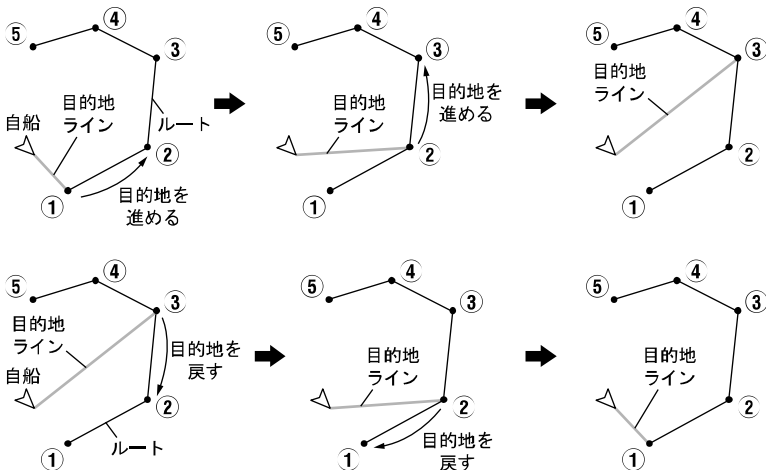 ⑤
④
③
目的地
ライン
自船
ルート
②
①
目的地を
進める
⑤
④
③
目的地
ライン
目的地を
進める
②
①
⑤
④
③
目的地
ライン
②
①
⑤
④
③
目的地
ライン
自船
目的地を
戻す
②
①
ルート
⑤
④
③
目的地
ライン
②
①
目的地を
戻す
⑤
④
③
目的地
ライン
②
①